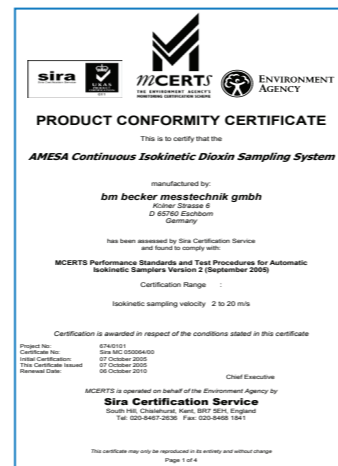 sira
UKAS
mCERTS
THE ENVIRONMENT AGENCY'S
MONITORING CERTIFICATION SCHEME
ENVIRONMENT
AGENCY
PRODUCT CONFORMITY CERTIFICATE
This is to certify that the
AMESA Continuous Isokinetic Dioxin Sampling System
manufactured by:
bm becker messtechnik gmbh
Kolner Strasse 6
D 65760 Eschborn
Germany
has been assessed by Sira Certification Service
and found to comply with:
MCERTS Performance Standards and Test Procedures for Automatic
Isokinetic Samplers Version 2 (September 2005)
Certification Range :
Isokinetic sampling velocity 2 to 20 m/s
Certification is awarded in respect of the conditions stated in this certificate
Project No: 674/0101
Certificate No: Sira MC 050064/00
Initial Certification: 07 October 2005
This Certificate Issued 07 October 2005
Renewal Date: 06 October 2010
Chief Executive
MCERTS is operated on behalf of the Environment Agency by
Sira Certification Service
South Hill, Chislehurst, Kent, BR7 5EH, England
Tel: 020-8467-2636 Fax: 020-8468 1841
This certificate may only be reproduced in its entirety and without change
Page 1 of 4